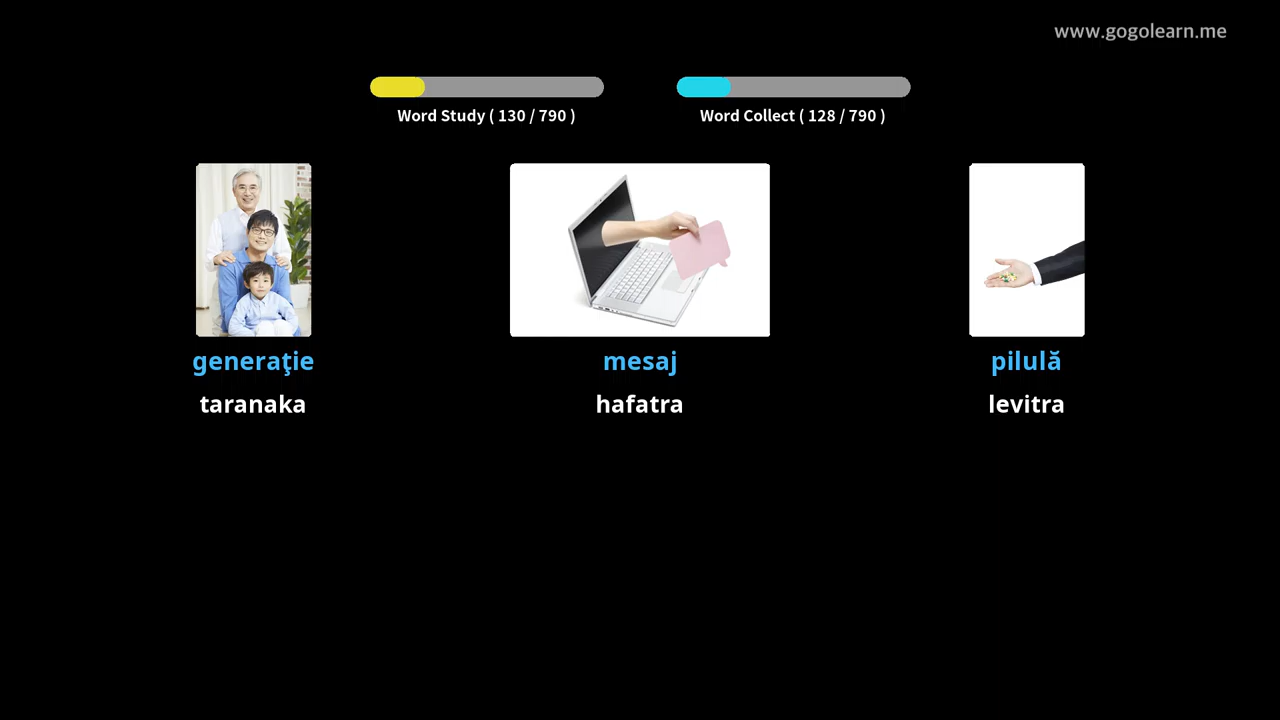 www.gogolearn.me
Word Study ( 130 / 790 )
Word Collect ( 128 / 790 )
generaţie
mesaj
pilulă
taranaka
hafatra
levitra